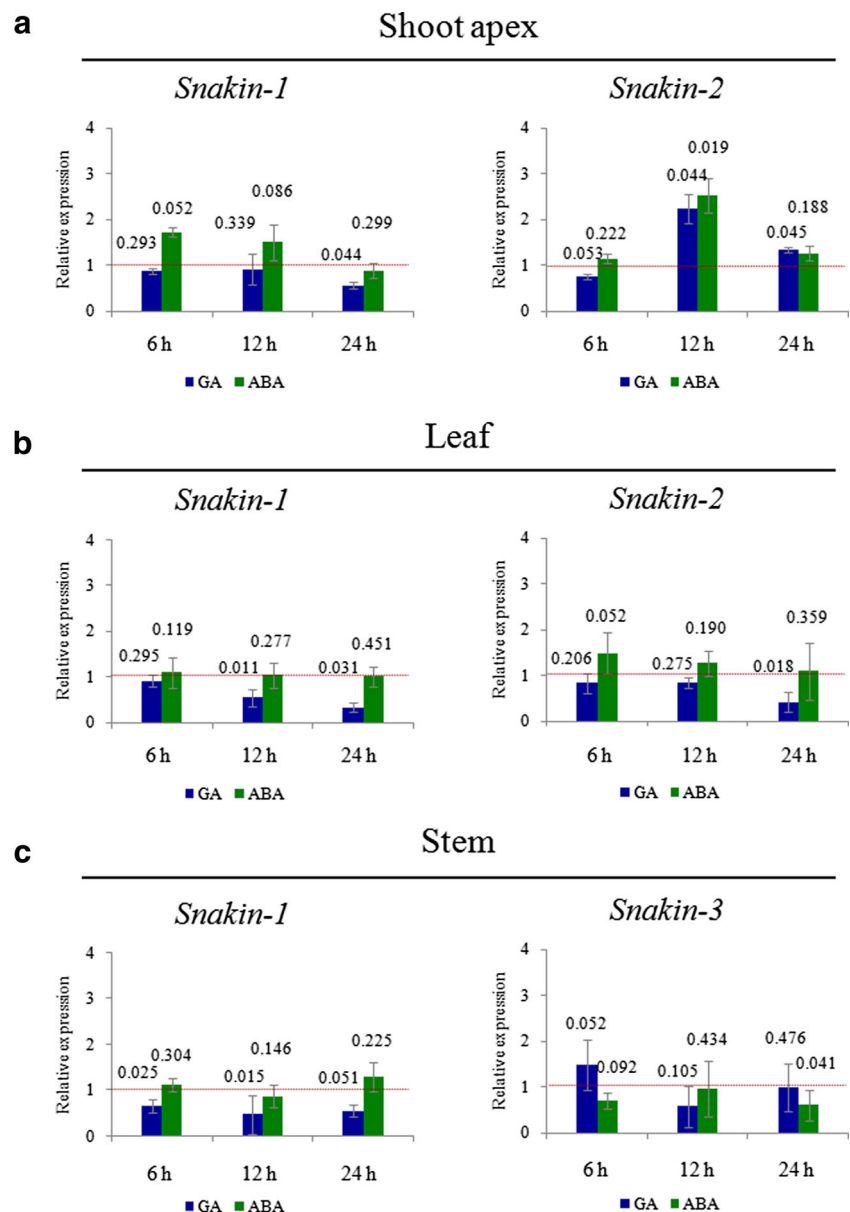 a
Shoot apex
Snakin-1
Snakin-2
Relative expression
4
3
2
1
0
0.293
0.052
0.339
0.086
0.044
0.299
6 h
12 h
24 h
GA
ABA
Relative expression
4
3
2
1
0
0.053
0.222
0.044
0.019
0.045
0.188
6 h
12 h
24 h
GA
ABA
b
Leaf
Snakin-1
Snakin-2
Relative expression
4
3
2
1
0
0.295
0.119
0.011
0.277
0.031
0.451
6 h
12 h
24 h
GA
ABA
Relative expression
4
3
2
1
0
0.206
0.052
0.275
0.190
0.018
0.359
6 h
12 h
24 h
GA
ABA
c
Stem
Snakin-1
Snakin-3
Relative expression
4
3
2
1
0
0.025
0.304
0.015
0.146
0.051
0.225
6 h
12 h
24 h
GA
ABA
Relative expression
4
3
2
1
0
0.052
0.092
0.105
0.434
0.476
0.041
6 h
12 h
24 h
GA
ABA